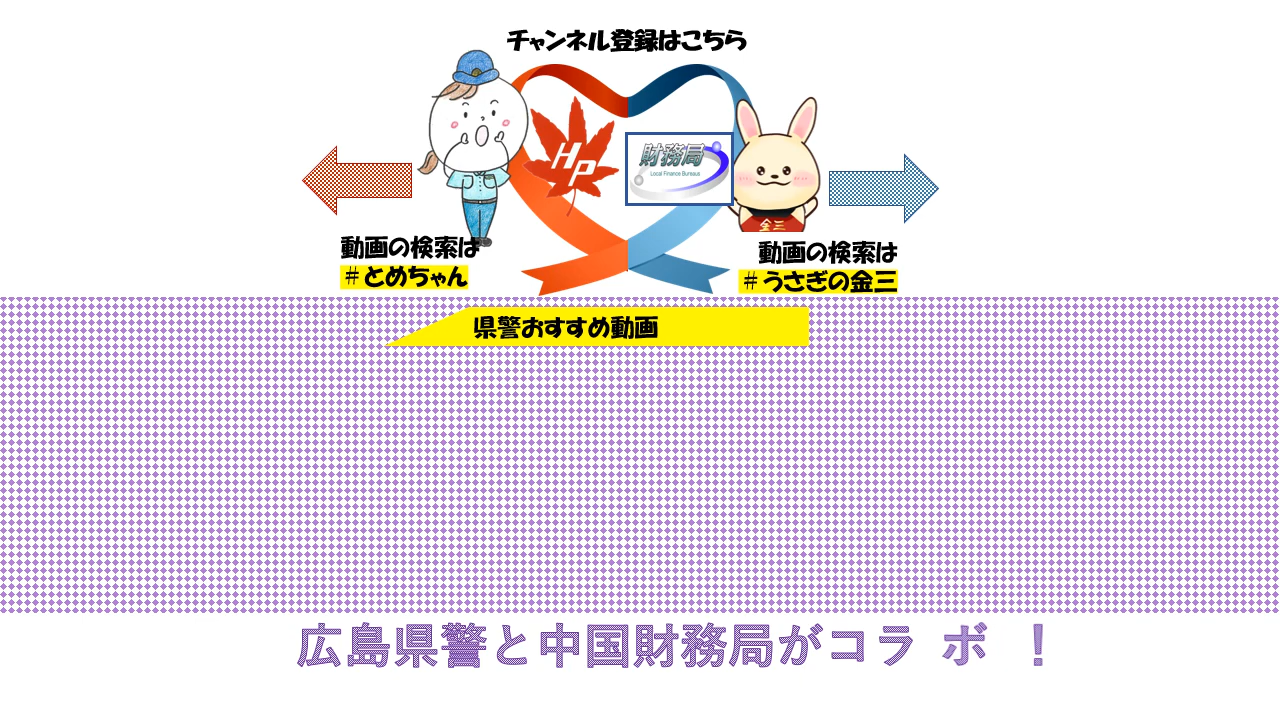 チャンネル登録はこちら
HP
財務局
Local Finance Bureaus
金三
動画の検索は
＃とめちゃん
動画の検索は
＃うさぎの金三
県警おすすめ動画
広島県警と中国財務局がコラボ！